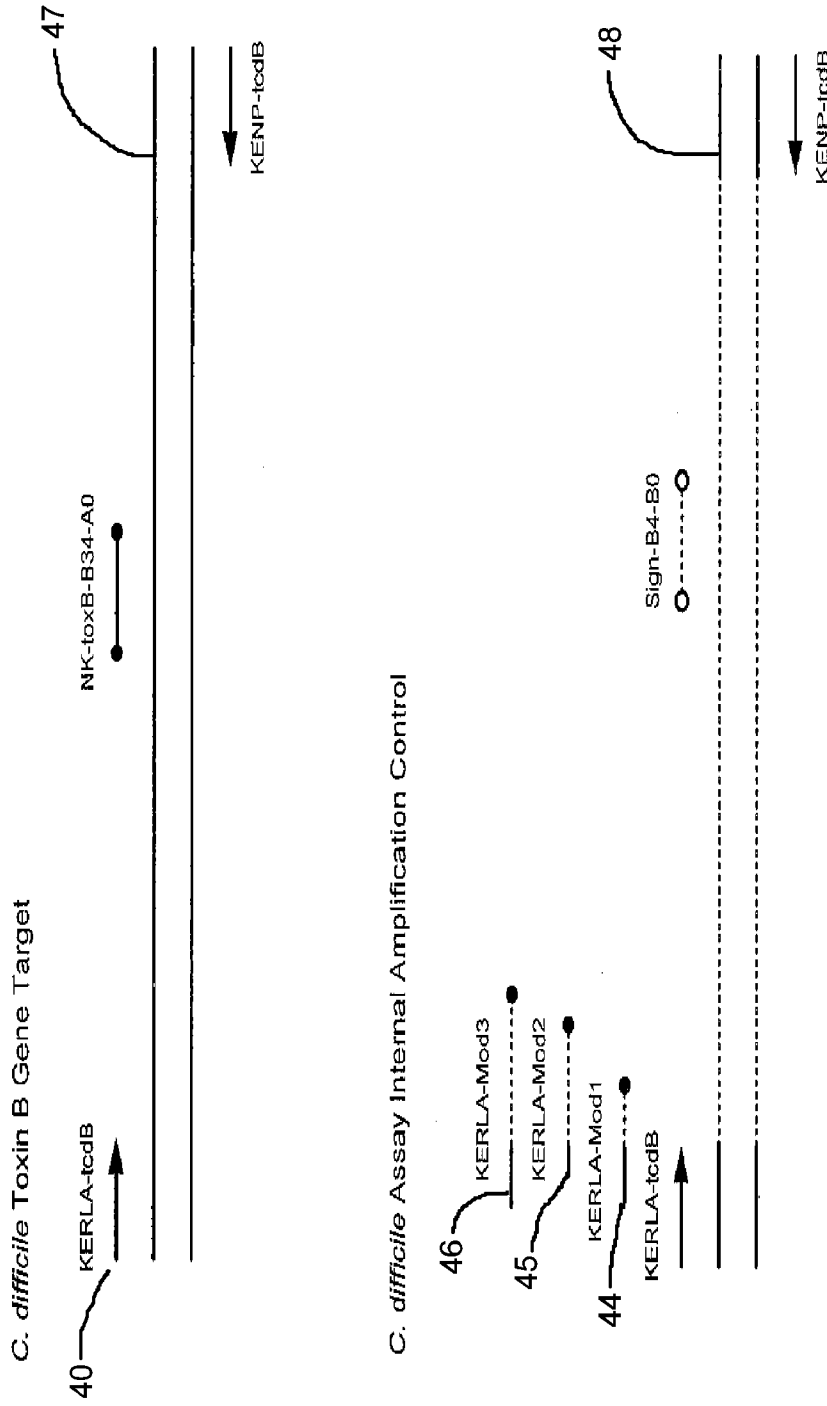 C. difficile Toxin B Gene Target
40
KERLA-tcdB
NK-toxB-B34-A0
47
KENP-tcdB
C. difficile Assay Internal Amplification Control
46
KERLA-Mod3
45
KERLA-Mod2
44
KERLA-Mod1
KERLA-tcdB
Sign-B4-B0
48
KENP-tcdB